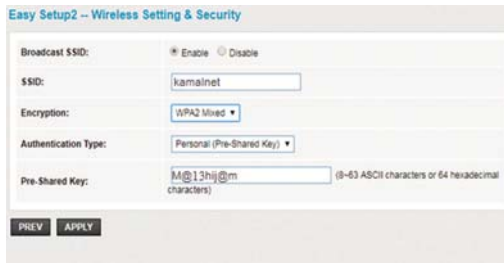 Easy Setup2 -- Wireless Setting & Security
Broadcast SSID: Enable Disable
SSID: kamalnet
Encryption: WPA2 Mixed
Authentication Type: Personal (Pre-Shared Key)
Pre-Shared Key: M@13hij@m (8~63 ASCII characters or 64 hexadecimal
characters)
PREV APPLY